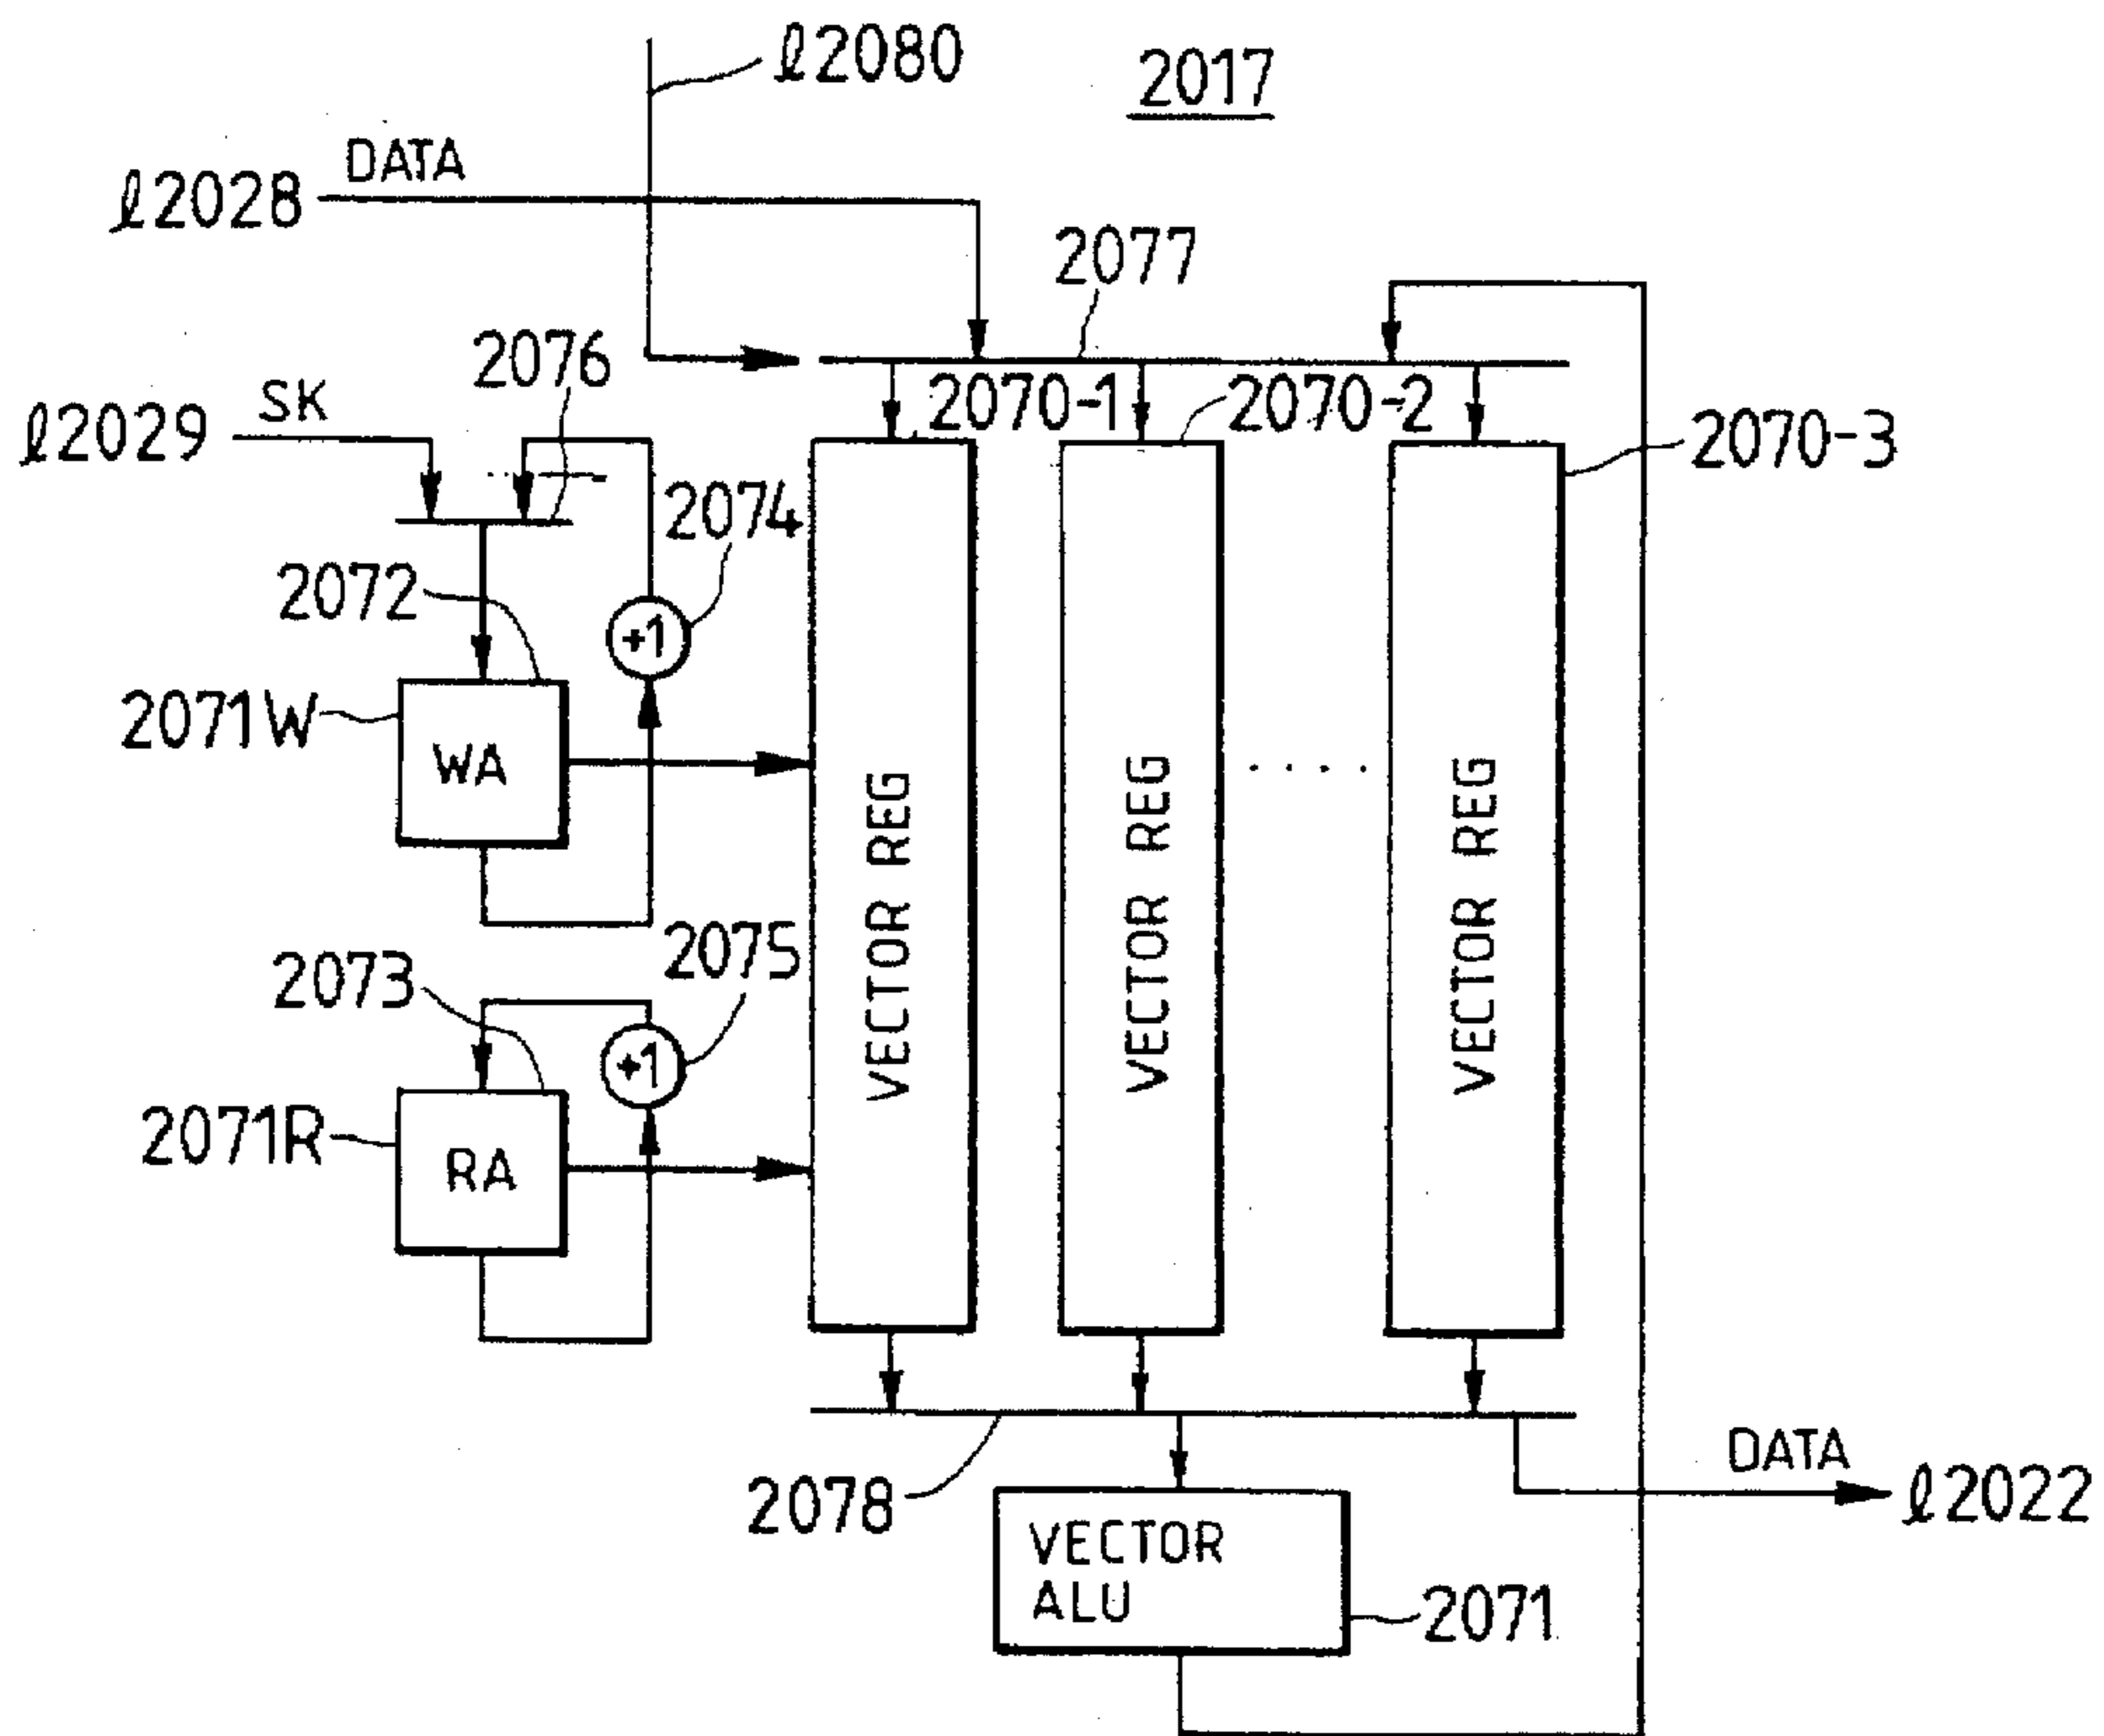 ℓ2080
2017
DATA
ℓ2028
2077
2076
SK
ℓ2029
2070-1
2070-2
2070-3
2074
2072
+1
2071W
WA
VECTOR REG
VECTOR REG
. . . .
VECTOR REG
2075
2073
+1
2071R
RA
2078
DATA
ℓ2022
VECTOR
ALU
2071